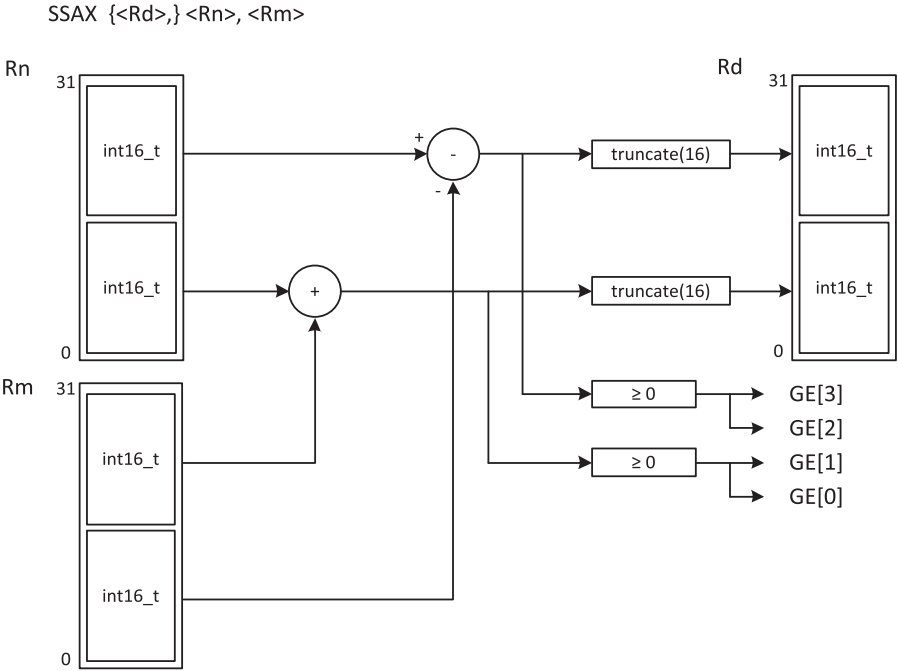 SSAX {<Rd>,} <Rn>, <Rm>
Rn
31
int16_t
int16_t
0
Rm
31
int16_t
int16_t
0
+
-
-
+
truncate(16)
truncate(16)
≥ 0
≥ 0
GE[3]
GE[2]
GE[1]
GE[0]
Rd
31
int16_t
int16_t
0